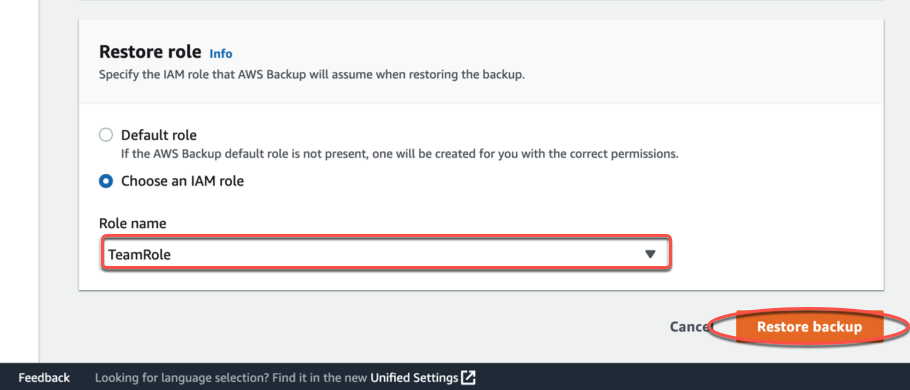 Restore role Info
Specify the IAM role that AWS Backup will assume when restoring the backup.
Default role
If the AWS Backup default role is not present, one will be created for you with the correct permissions.
Choose an IAM role
Role name
TeamRole
Cancel Restore backup
Feedback Looking for language selection? Find it in the new Unified Settings